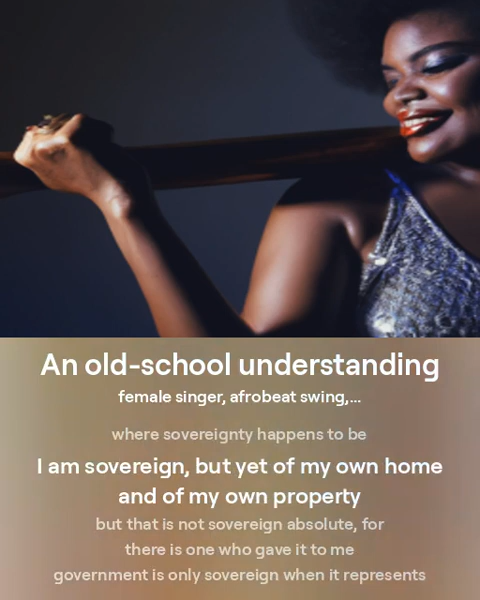 An old-school understanding
female singer, afrobeat swing,...
where sovereignty happens to be
I am sovereign, but yet of my own home
and of my own property
but that is not sovereign absolute, for
there is one who gave it to me
government is only sovereign when it represents